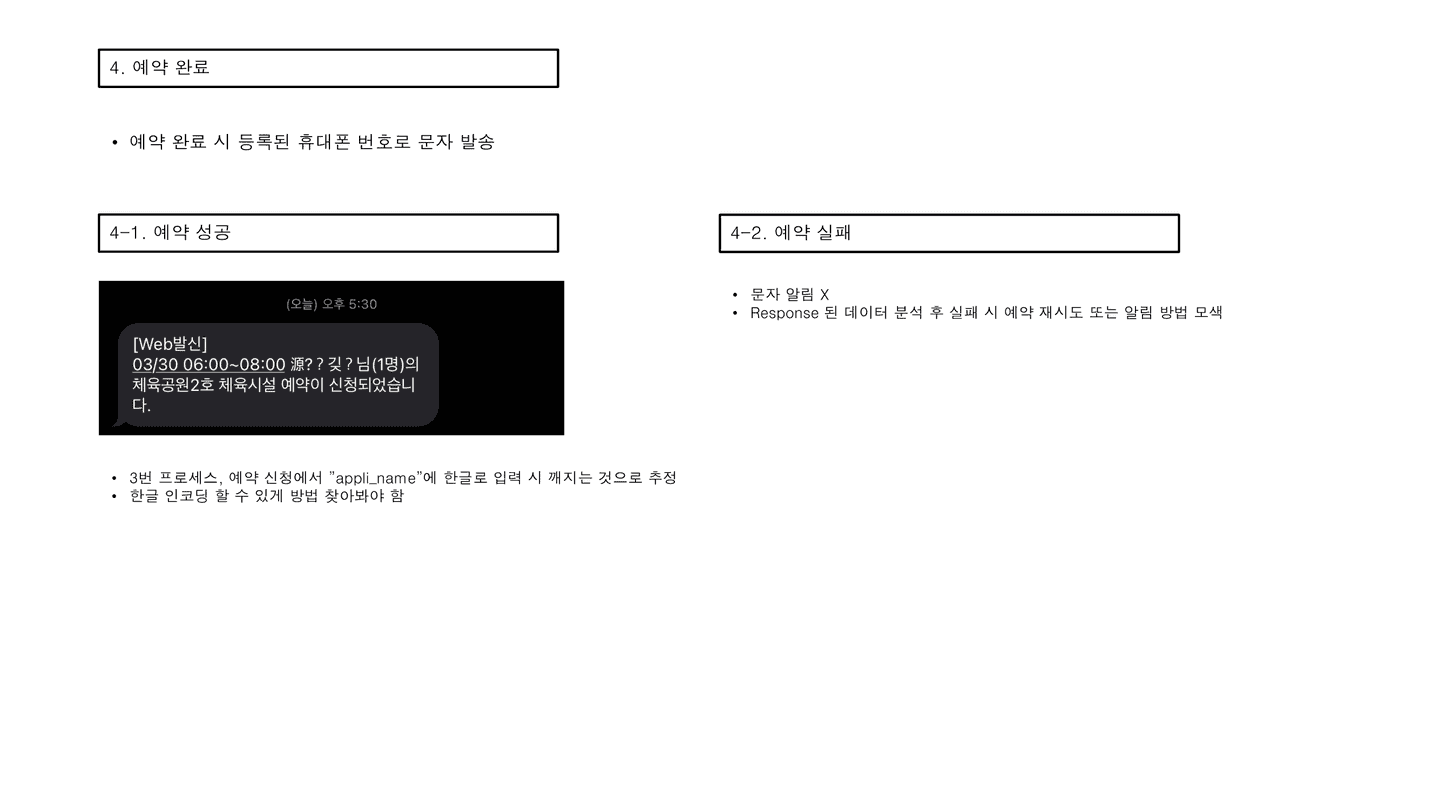 4. 예약 완료
• 예약 완료 시 등록된 휴대폰 번호로 문자 발송
4-1. 예약 성공
(오늘) 오후 5:30
[Web발신]
03/30 06:00~08:00 源??깆?님(1명)의
체육공원2호 체육시설 예약이 신청되었습니
다.
• 3번 프로세스, 예약 신청에서 ”appli_name”에 한글로 입력 시 깨지는 것으로 추정
• 한글 인코딩 할 수 있게 방법 찾아봐야 함
4-2. 예약 실패
• 문자 알림 X
• Response 된 데이터 분석 후 실패 시 예약 재시도 또는 알림 방법 모색